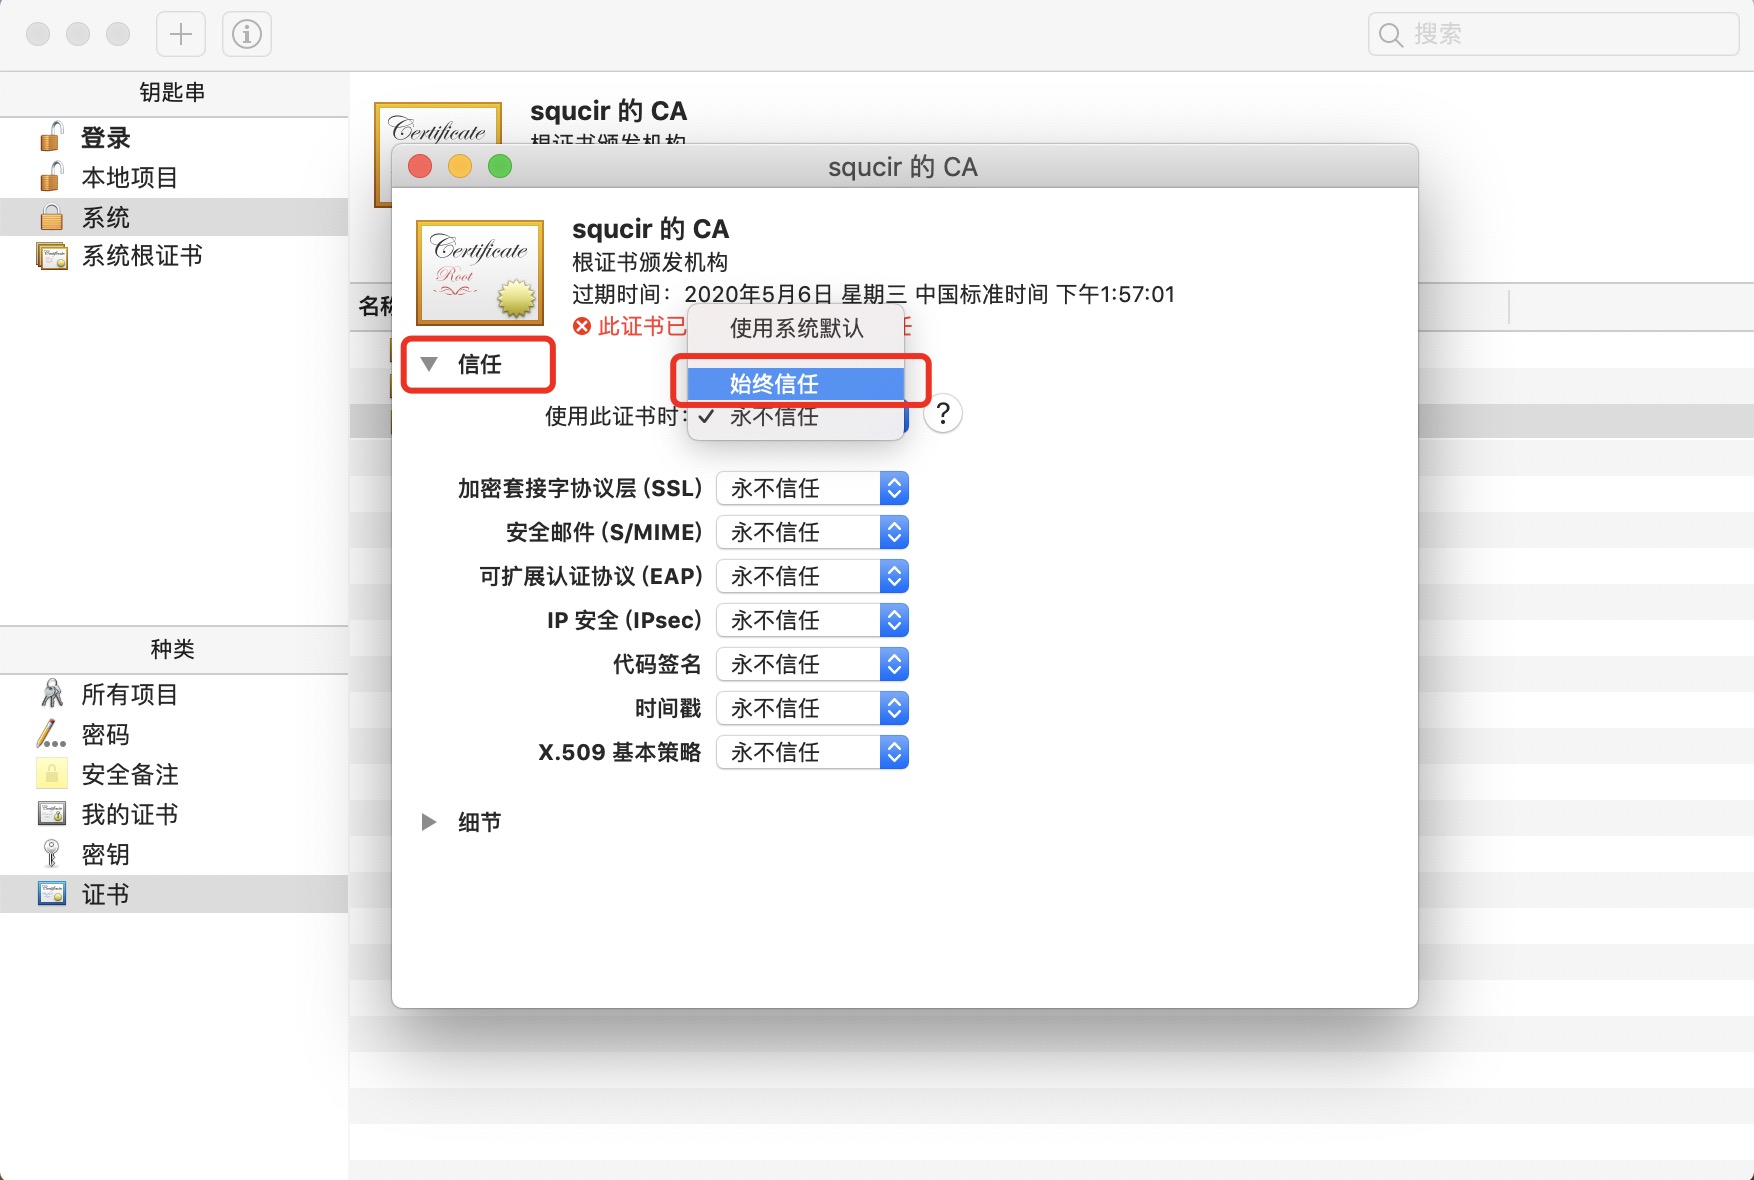 搜索
钥匙串
登录
本地项目
系统
系统根证书
种类
所有项目
密码
安全备注
我的证书
密钥
证书
Certificate
squcir 的 CA
根证书颁发机构
名称
squcir 的 CA
Certificate
Root
squcir 的 CA
根证书颁发机构
过期时间：2020年5月6日 星期三 中国标准时间 下午1:57:01
此证书已
任
信任
使用系统默认
始终信任
使用此证书时: ✓ 永不信任 ?
加密套接字协议层 (SSL) 永不信任
安全邮件 (S/MIME) 永不信任
可扩展认证协议 (EAP) 永不信任
IP 安全 (IPsec) 永不信任
代码签名 永不信任
时间戳 永不信任
X.509 基本策略 永不信任
细节